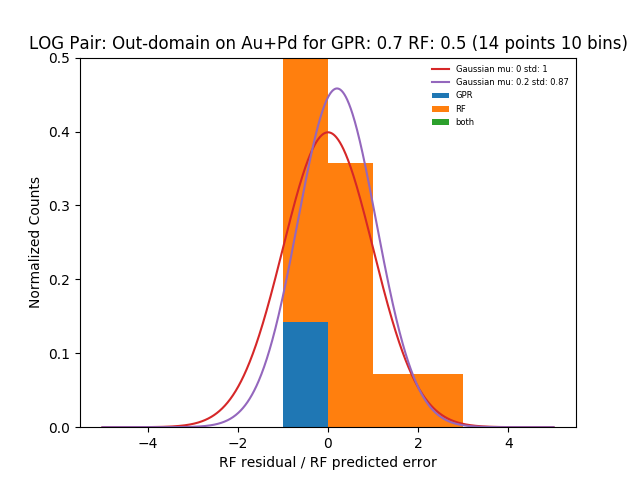 LOG Pair: Out-domain on Au+Pd for GPR: 0.7 RF: 0.5 (14 points 10 bins)
Gaussian mu: 0 std: 1
Gaussian mu: 0.2 std: 0.87
GPR
RF
both
0.5
0.4
0.3
0.2
0.1
0.0
Normalized Counts
−4
−2
0
2
4
RF residual / RF predicted error